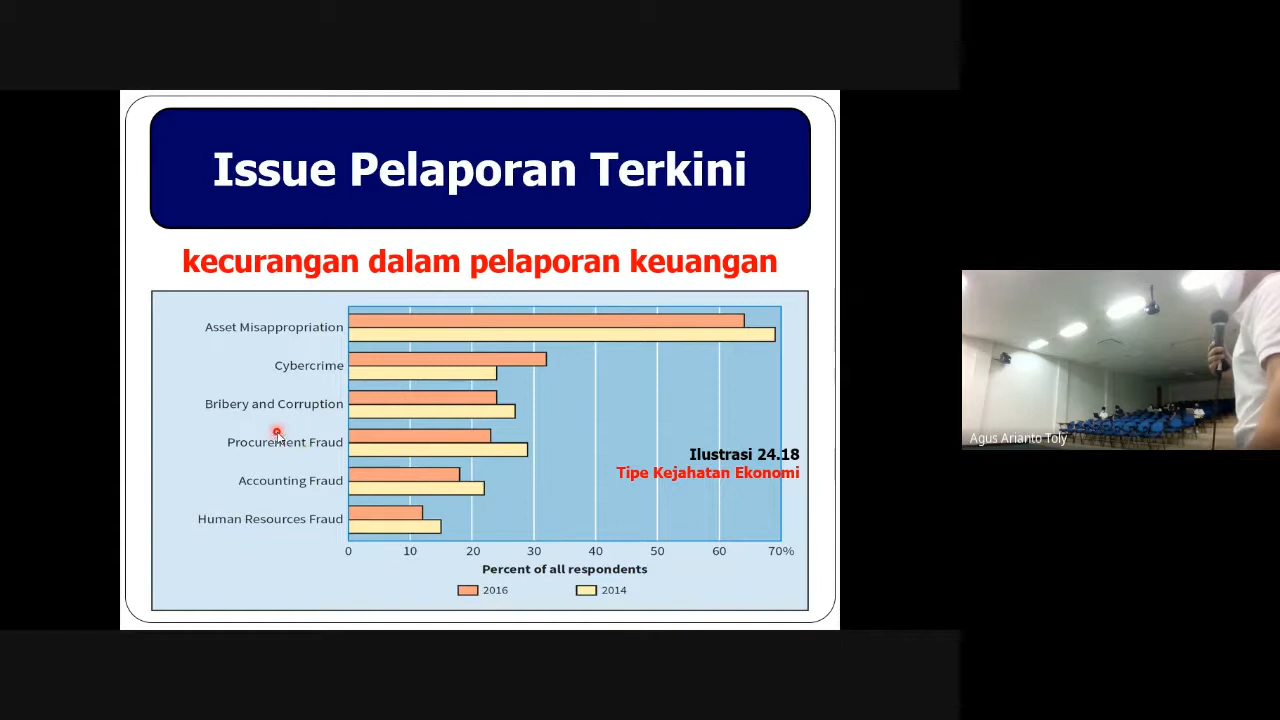 Issue Pelaporan Terkini
kecurangan dalam pelaporan keuangan
Asset Misappropriation
Cybercrime
Bribery and Corruption
Procurement Fraud
Accounting Fraud
Human Resources Fraud
Ilustrasi 24.18
Tipe Kejahatan Ekonomi
0 10 20 30 40 50 60 70%
Percent of all respondents
2016 2014
Agus Arianto Toly